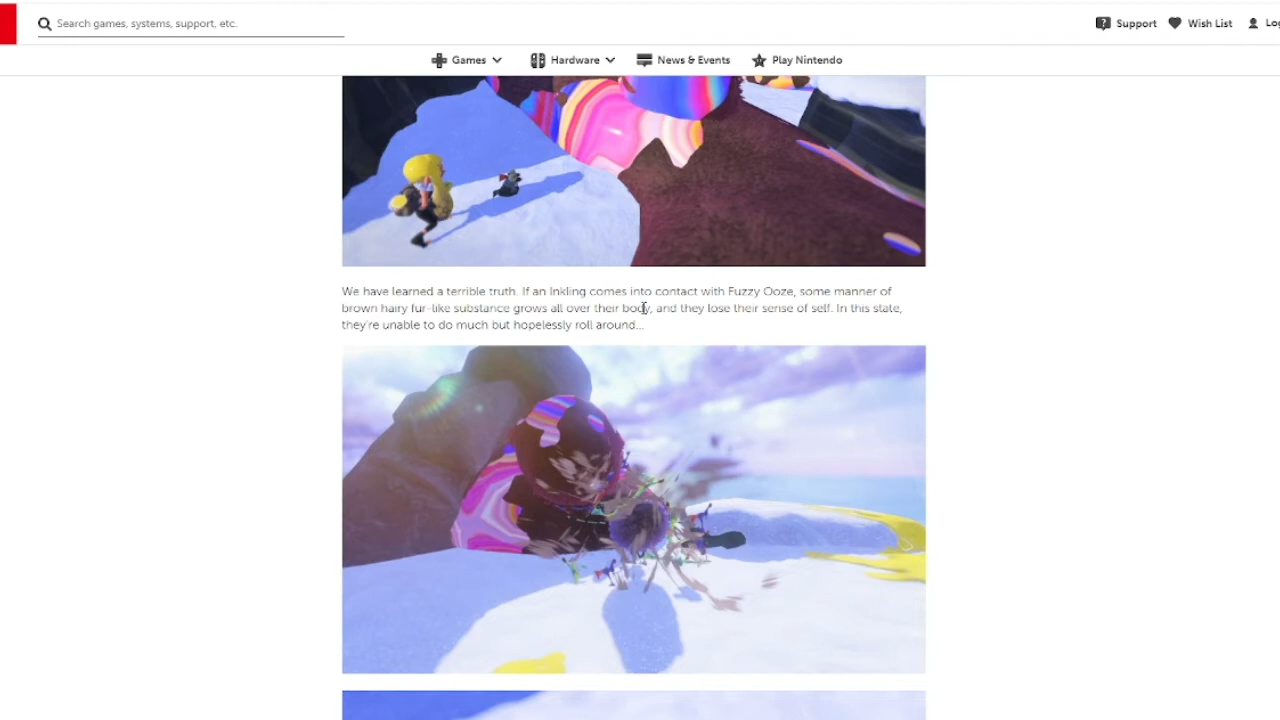 Search games, systems, support, etc.
Support
Wish List
Games
Hardware
News & Events
Play Nintendo
We have learned a terrible truth. If an Inkling comes into contact with Fuzzy Ooze, some manner of
brown hairy fur-like substance grows all over their body, and they lose their sense of self. In this state,
they're unable to do much but hopelessly roll around...